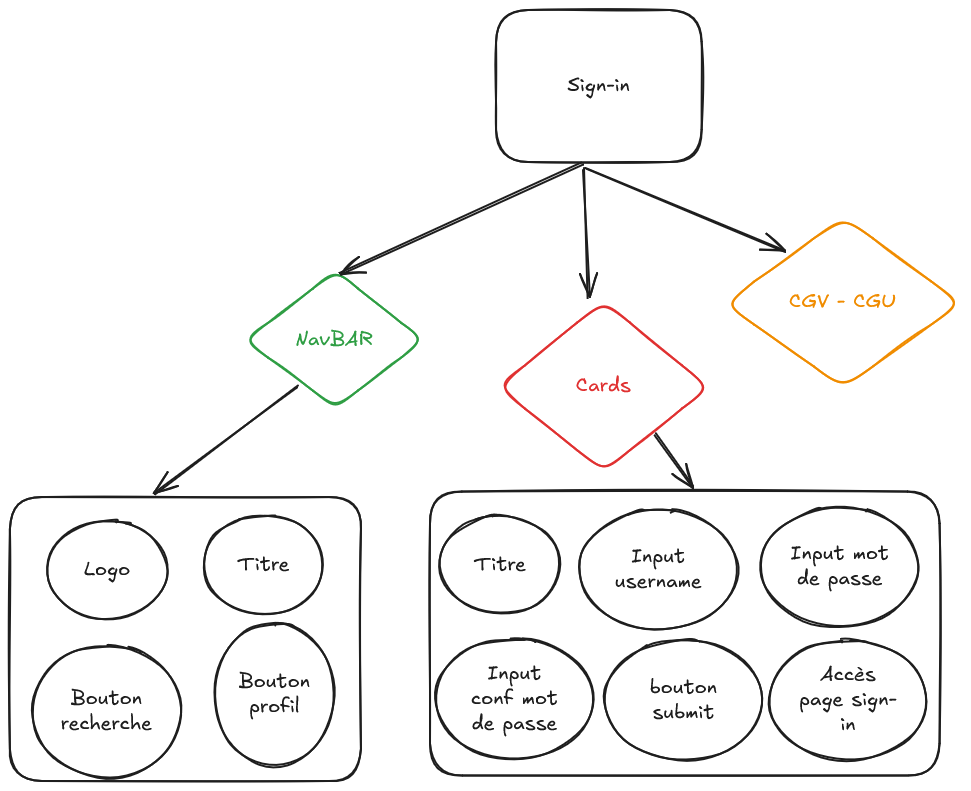 Sign-in
NavBAR
Cards
CGV - CGU
Logo
Titre
Bouton
recherche
Bouton
profil
Titre
Input
username
Input mot
de passe
Input
conf mot
de passe
bouton
submit
Accès
page sign-
in